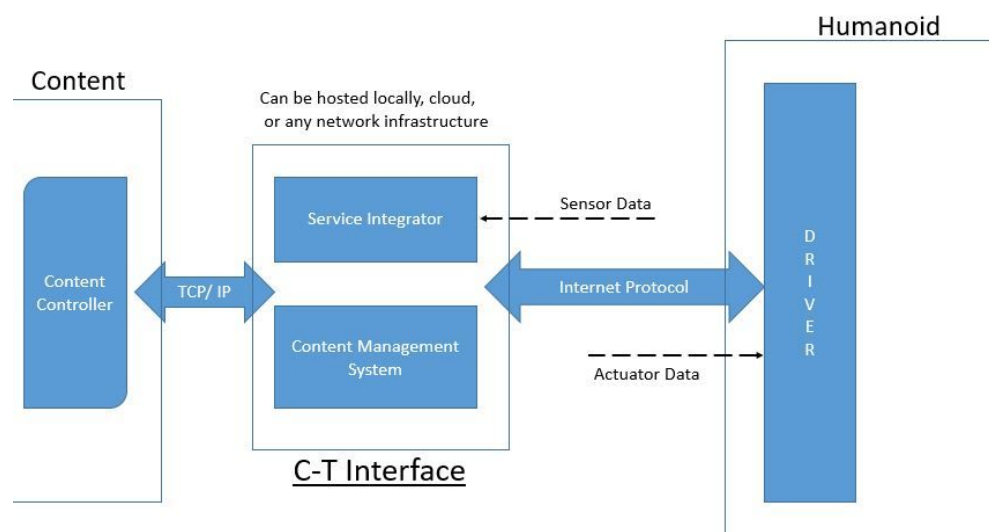 Humanoid
Content
Can be hosted locally, cloud,
or any network infrastructure
Service Integrator
Sensor Data
Content
Controller
TCP/ IP
Internet Protocol
D
R
I
V
E
R
Content Management
System
Actuator Data
C-T Interface